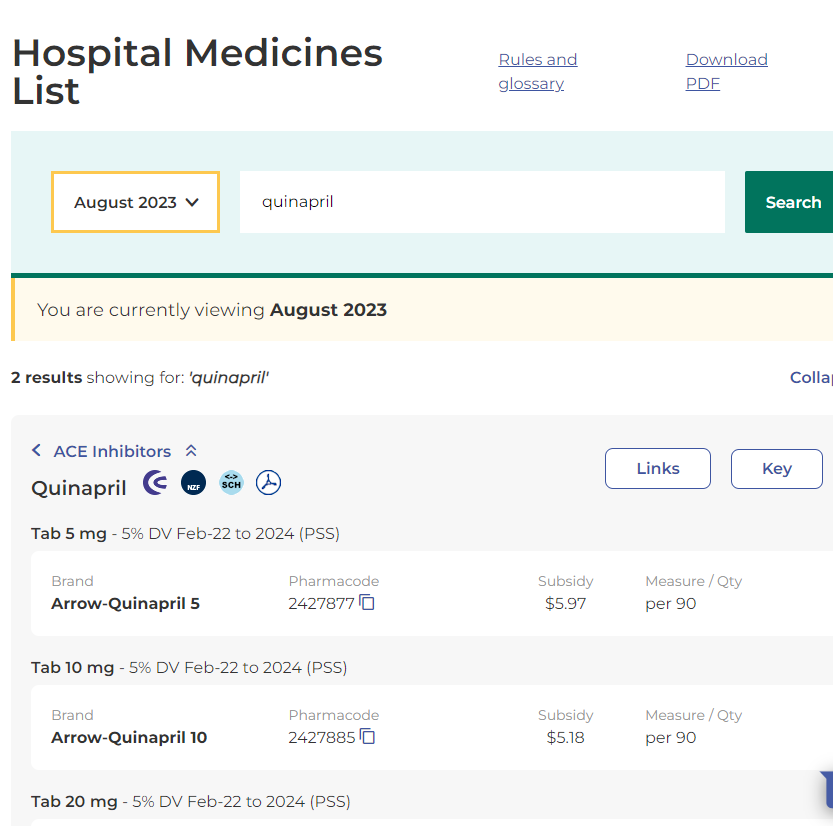 Hospital Medicines
List
Rules and
glossary
Download
PDF
August 2023
quinapril
Search
You are currently viewing August 2023
2 results showing for: 'quinapril'
Colla
ACE Inhibitors
Links
Key
Quinapril
NZF
<-> SCH
Tab 5 mg - 5% DV Feb-22 to 2024 (PSS)
Brand Pharmacode Subsidy Measure / Qty
Arrow-Quinapril 5 2427877 $5.97 per 90
Tab 10 mg - 5% DV Feb-22 to 2024 (PSS)
Brand Pharmacode Subsidy Measure / Qty
Arrow-Quinapril 10 2427885 $5.18 per 90
Tab 20 mg - 5% DV Feb-22 to 2024 (PSS)